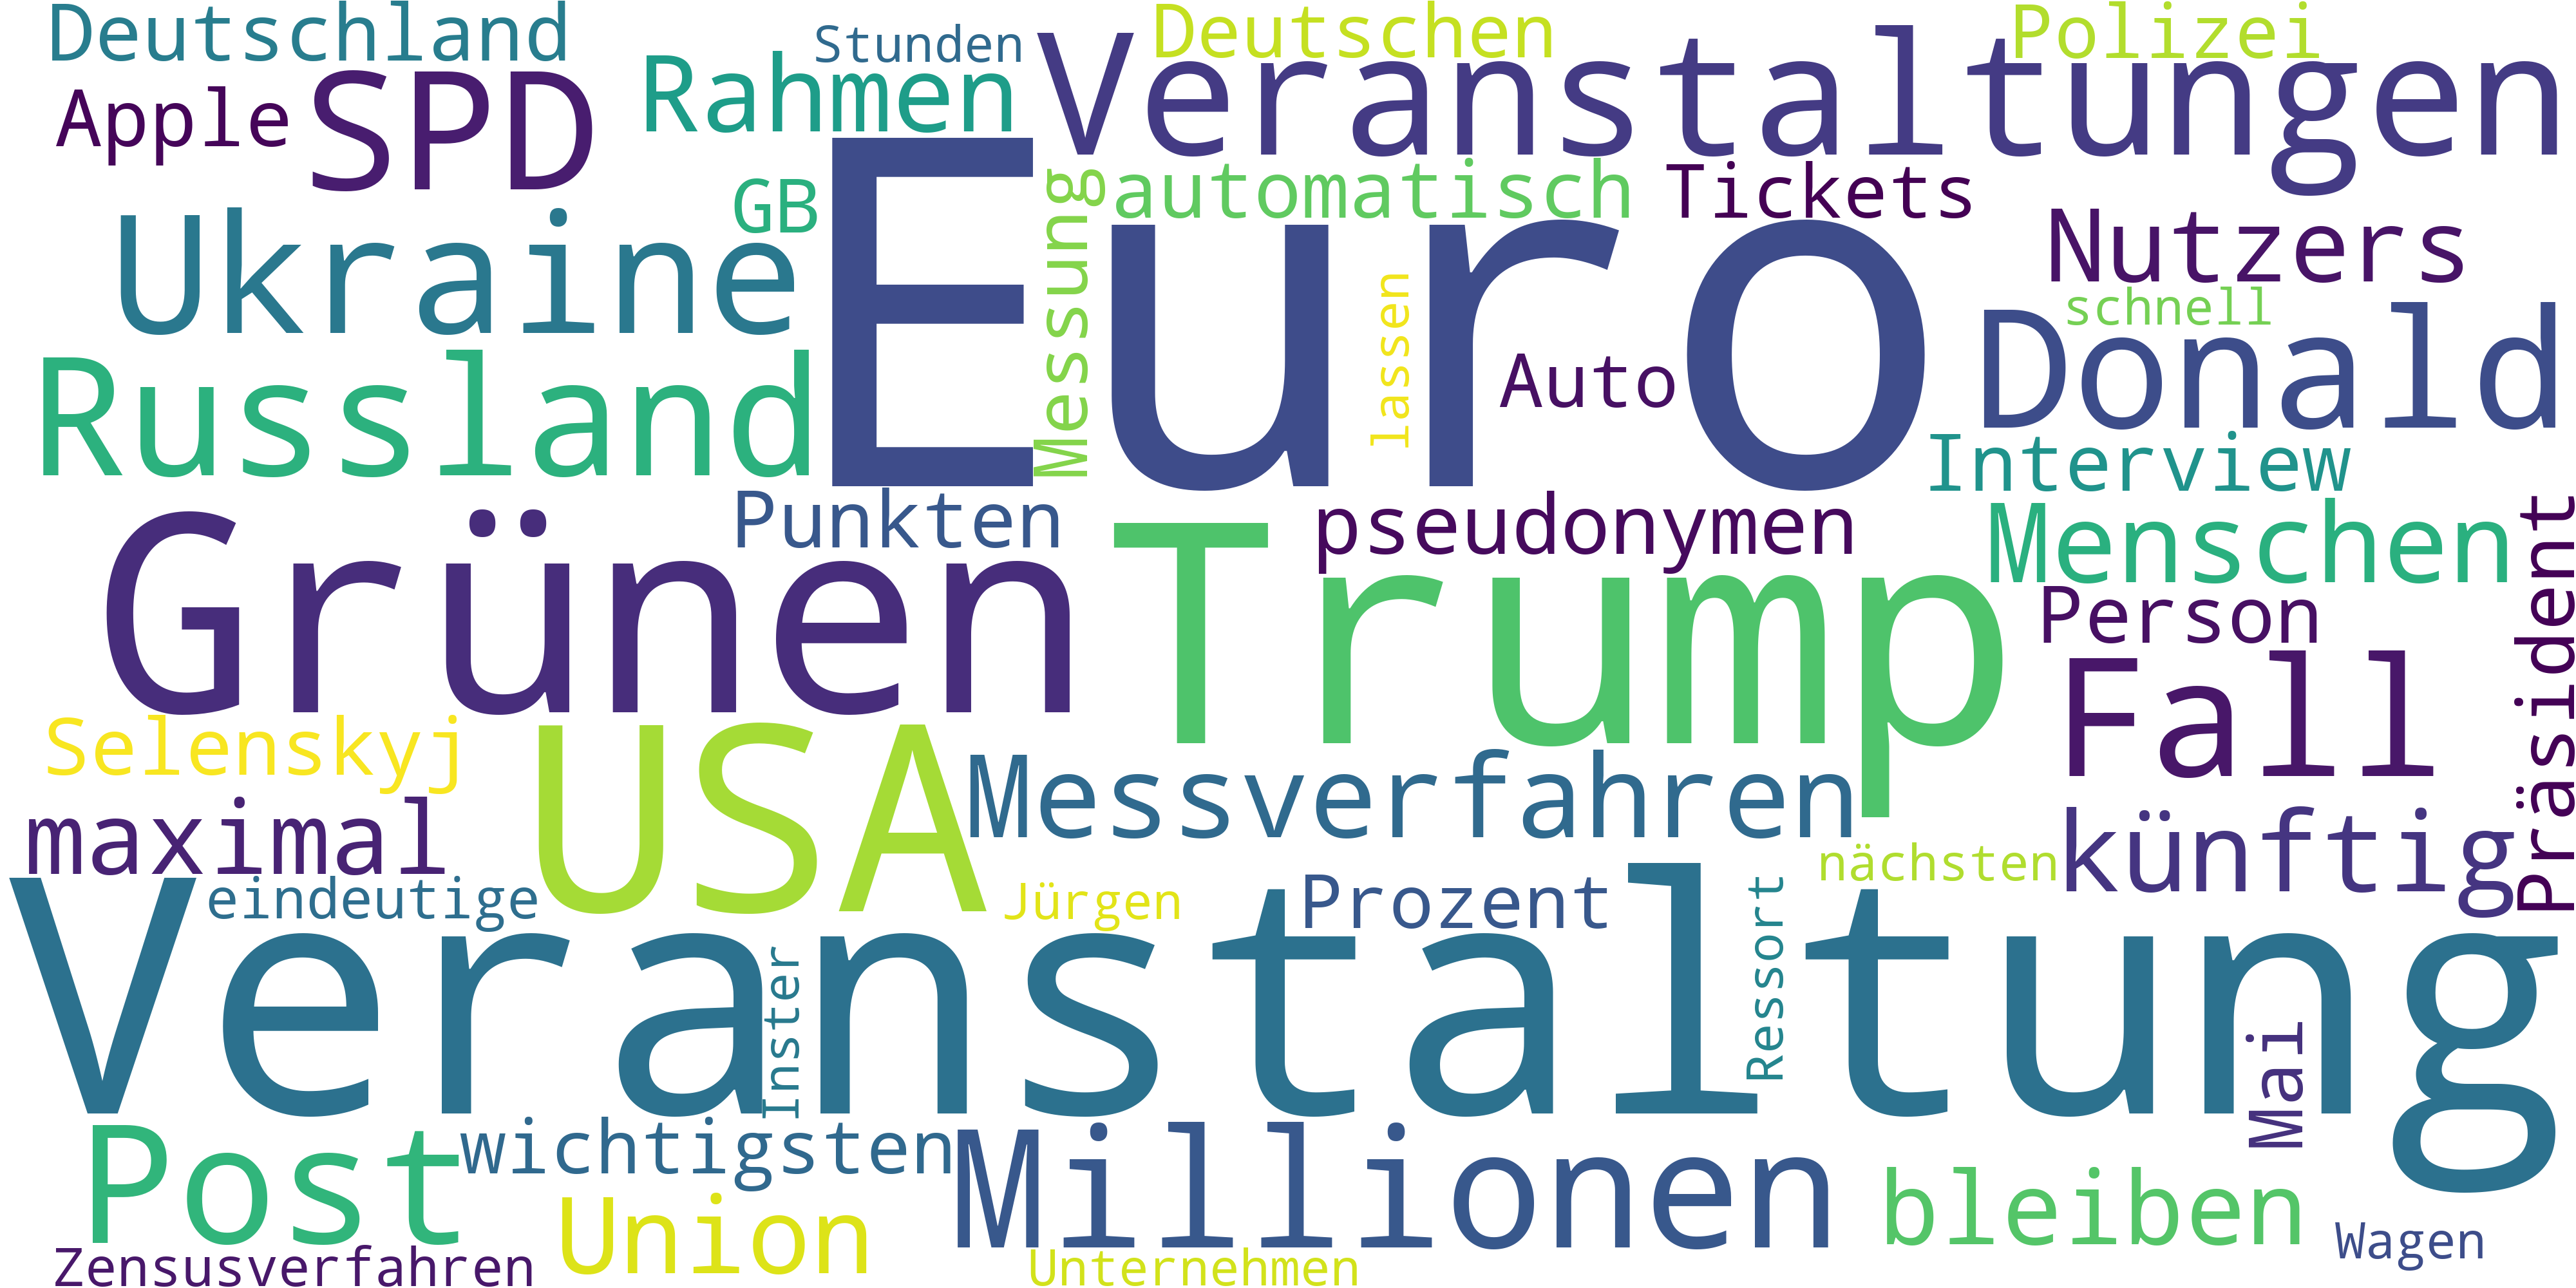 Deutschland
Stunden
Deutschen
Polizei
Apple
SPD
Rahmen
Veranstaltungen
GB
automatisch
Tickets
Ukraine
Euro
Messung
Nutzers
schnell
lassen
Auto
Donald
Russland
Interview
Punkten
pseudonymen
Menschen
Grünen
Trump
Person
Präsident
Fall
Selenskyj
USA
Messverfahren
maximal
künftig
eindeutige
Jürgen
Prozent
nächsten
Veranstaltung
Inster
Ressort
Mai
Post
wichtigsten
Millionen
bleiben
Union
Wagen
Zensusverfahren
Unternehmen